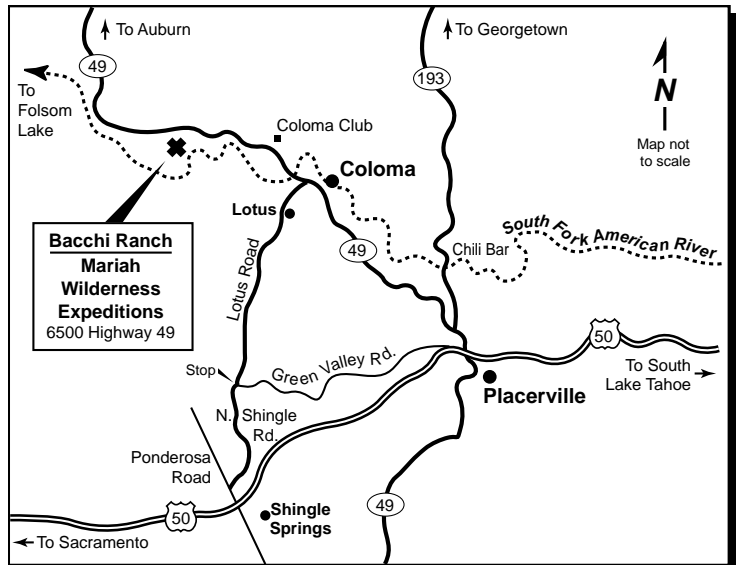 To Auburn
To Georgetown
49
193
To
Folsom
Lake
N
Map not
to scale
Coloma Club
Coloma
Lotus
Bacchi Ranch
Mariah
Wilderness
Expeditions
6500 Highway 49
Lotus Road
49
Chili Bar
South Fork American River
50
To South
Lake Tahoe
Green Valley Rd.
Stop
Placerville
N. Shingle
Rd.
Ponderosa
Road
50
Shingle
Springs
49
To Sacramento